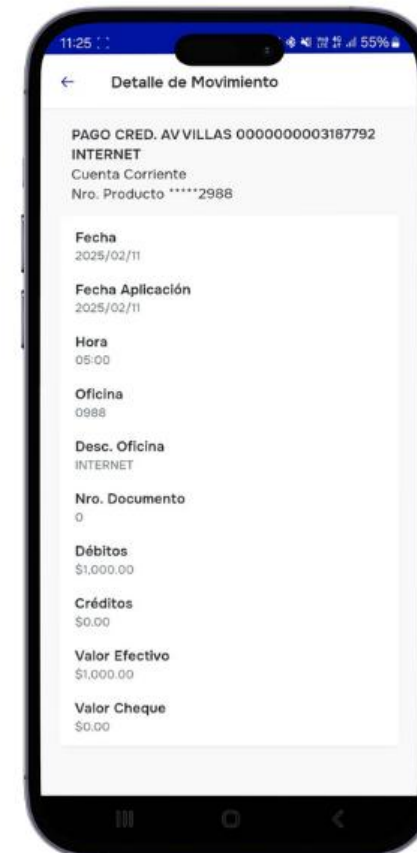 11:25
55%
Detalle de Movimiento
PAGO CRED. AV VILLAS 0000000003187792
INTERNET
Cuenta Corriente
Nro. Producto *****2988
Fecha
2025/02/11
Fecha Aplicación
2025/02/11
Hora
05:00
Oficina
0988
Desc. Oficina
INTERNET
Nro. Documento
0
Débitos
$1,000.00
Créditos
$0.00
Valor Efectivo
$1,000.00
Valor Cheque
$0.00